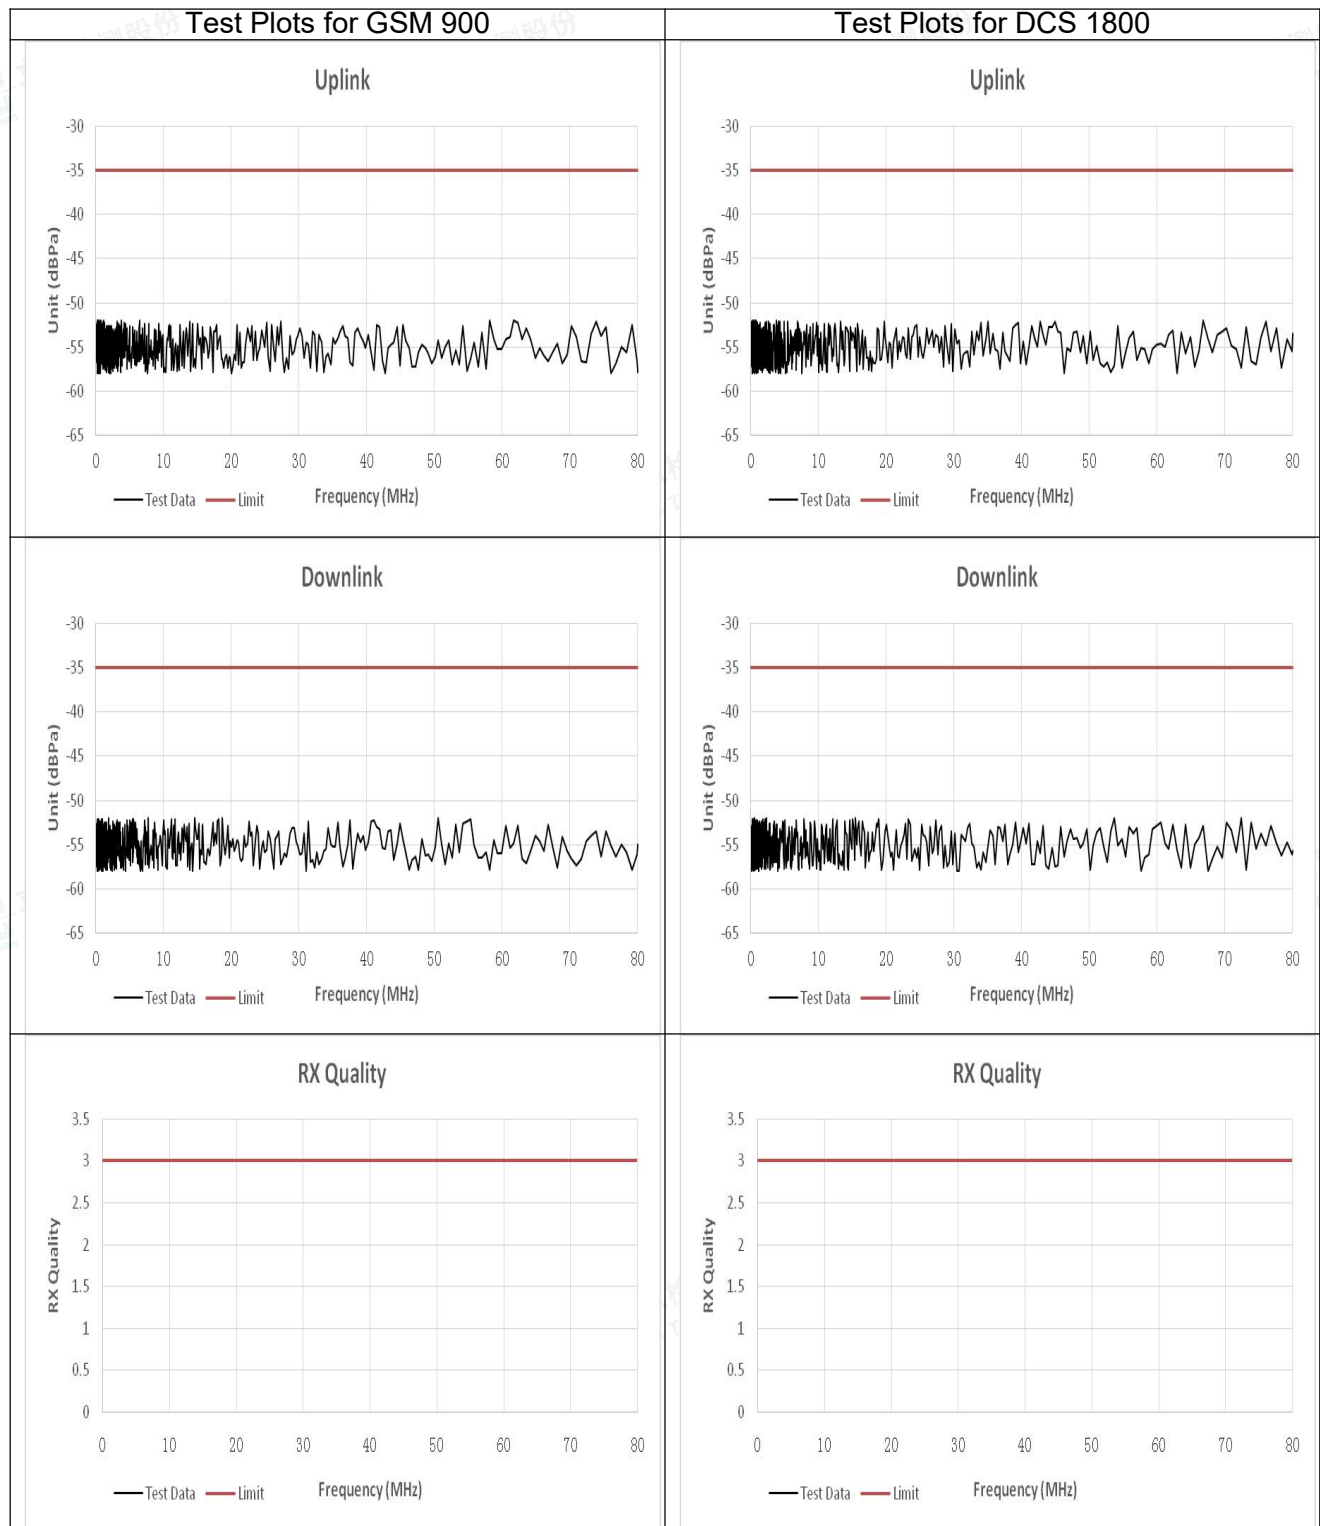 Test Plots for GSM 900
Test Plots for DCS 1800
Uplink
-30
-35
-40
-45
-50
-55
-60
-65
Unit (dBPa)
0 10 20 30 40 50 60 70 80
Test Data Limit Frequency (MHz)
Uplink
-30
-35
-40
-45
-50
-55
-60
-65
Unit (dBPa)
0 10 20 30 40 50 60 70 80
Test Data Limit Frequency (MHz)
Downlink
-30
-35
-40
-45
-50
-55
-60
-65
Unit (dBPa)
0 10 20 30 40 50 60 70 80
Test Data Limit Frequency (MHz)
Downlink
-30
-35
-40
-45
-50
-55
-60
-65
Unit (dBPa)
0 10 20 30 40 50 60 70 80
Test Data Limit Frequency (MHz)
RX Quality
3.5
3
2.5
2
1.5
1
0.5
0
RX Quality
0 10 20 30 40 50 60 70 80
Test Data Limit Frequency (MHz)
RX Quality
3.5
3
2.5
2
1.5
1
0.5
0
RX Quality
0 10 20 30 40 50 60 70 80
Test Data Limit Frequency (MHz)